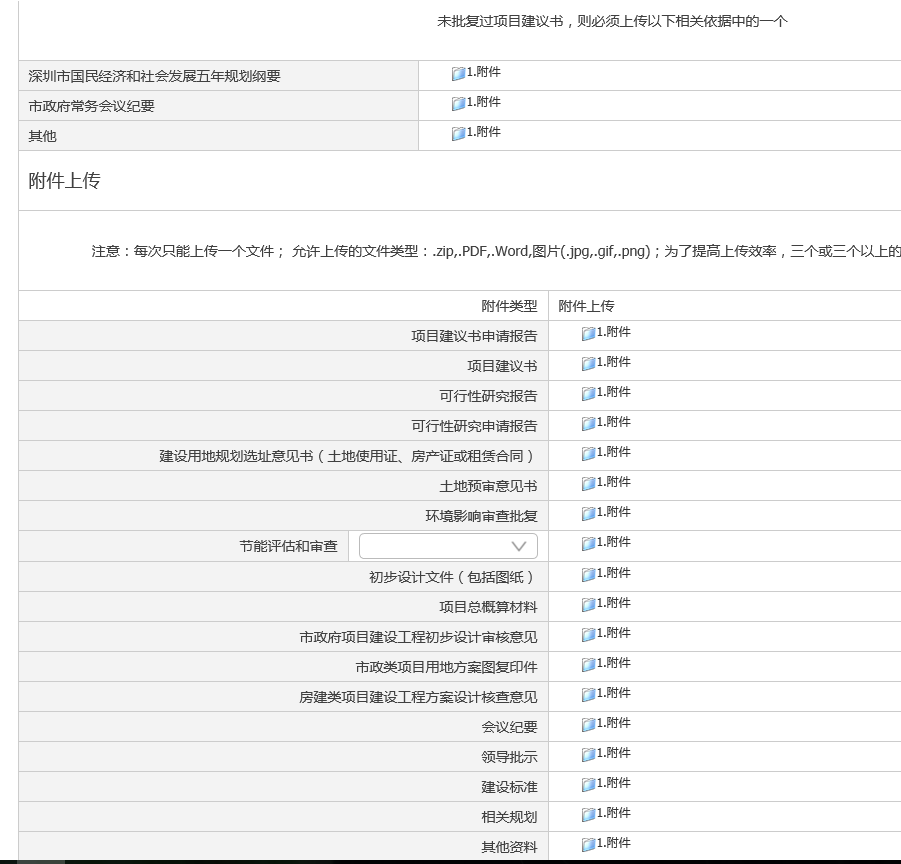 未批复过项目建议书，则必须上传以下相关依据中的一个
深圳市国民经济和社会发展五年规划纲要 1.附件
市政府常务会议纪要 1.附件
其他 1.附件
附件上传
注意：每次只能上传一个文件； 允许上传的文件类型：.zip,.PDF,.Word,图片(.jpg,.gif,.png)；为了提高上传效率，三个或三个以上的
附件类型 附件上传
项目建议书申请报告 1.附件
项目建议书 1.附件
可行性研究报告 1.附件
可行性研究申请报告 1.附件
建设用地规划选址意见书（土地使用证、房产证或租赁合同） 1.附件
土地预审意见书 1.附件
环境影响审查批复 1.附件
节能评估和审查 1.附件
初步设计文件（包括图纸） 1.附件
项目总概算材料 1.附件
市政府项目建设工程初步设计审核意见 1.附件
市政类项目用地方案图复印件 1.附件
房建类项目建设工程方案设计核查意见 1.附件
会议纪要 1.附件
领导批示 1.附件
建设标准 1.附件
相关规划 1.附件
其他资料 1.附件